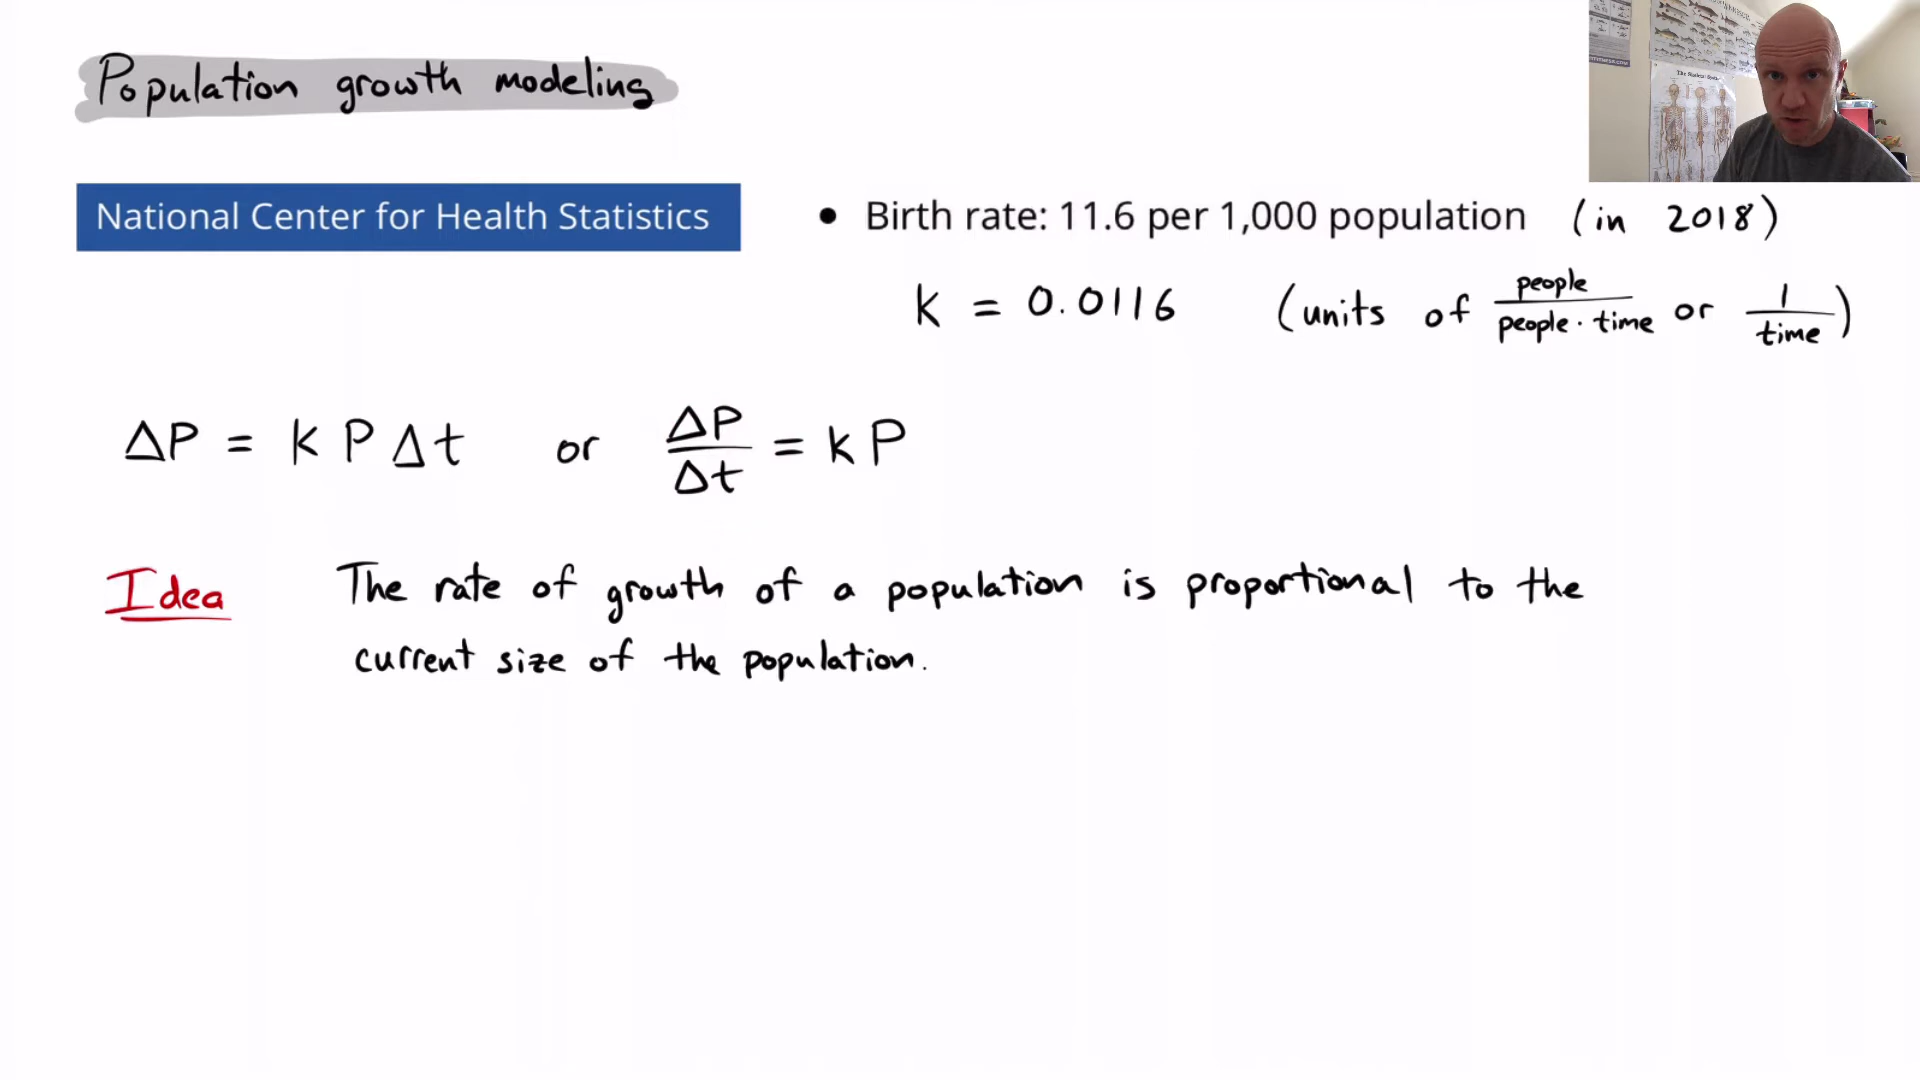 Population growth modeling
National Center for Health Statistics
• Birth rate: 11.6 per 1,000 population (in 2018)
k = 0.0116 (units of people / people · time or 1 / time)
ΔP = k P Δt or ΔP / Δt = k P
Idea The rate of growth of a population is proportional to the
current size of the population.